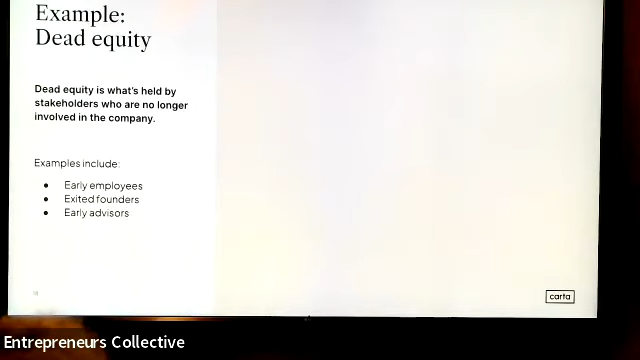 Example:
Dead equity
Dead equity is what's held by
stakeholders who are no longer
involved in the company.
Examples include:
● Early employees
● Exited founders
● Early advisors
carta
Entrepreneurs Collective